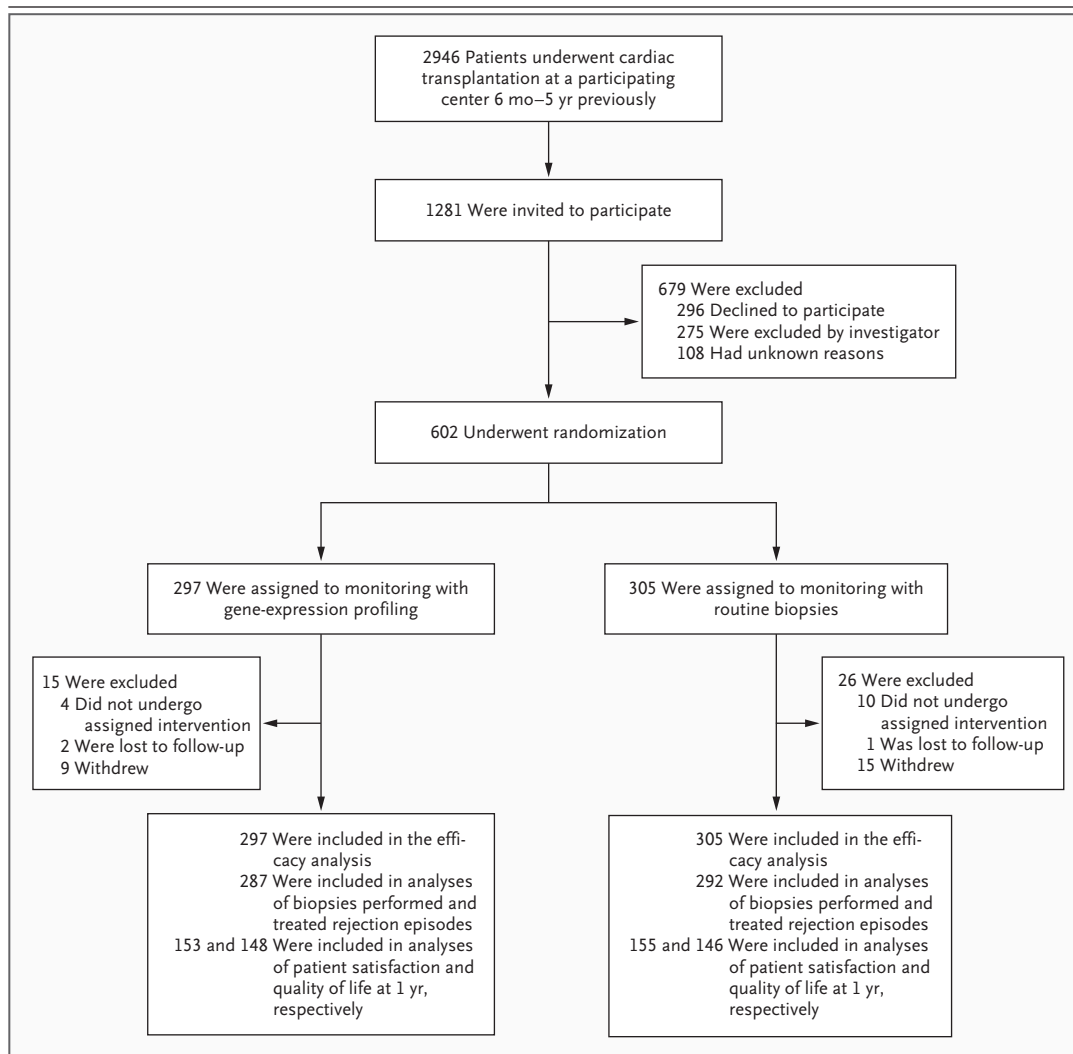 2946 Patients underwent cardiac
transplantation at a participating
center 6 mo–5 yr previously
1281 Were invited to participate
679 Were excluded
296 Declined to participate
275 Were excluded by investigator
108 Had unknown reasons
602 Underwent randomization
297 Were assigned to monitoring with
gene-expression profiling
305 Were assigned to monitoring with
routine biopsies
15 Were excluded
4 Did not undergo
assigned intervention
2 Were lost to follow-up
9 Withdrew
26 Were excluded
10 Did not undergo
assigned intervention
1 Was lost to follow-up
15 Withdrew
297 Were included in the effi-
cacy analysis
287 Were included in analyses
of biopsies performed and
treated rejection episodes
153 and 148 Were included in analyses
of patient satisfaction and
quality of life at 1 yr,
respectively
305 Were included in the effi-
cacy analysis
292 Were included in analyses
of biopsies performed and
treated rejection episodes
155 and 146 Were included in analyses
of patient satisfaction and
quality of life at 1 yr,
respectively